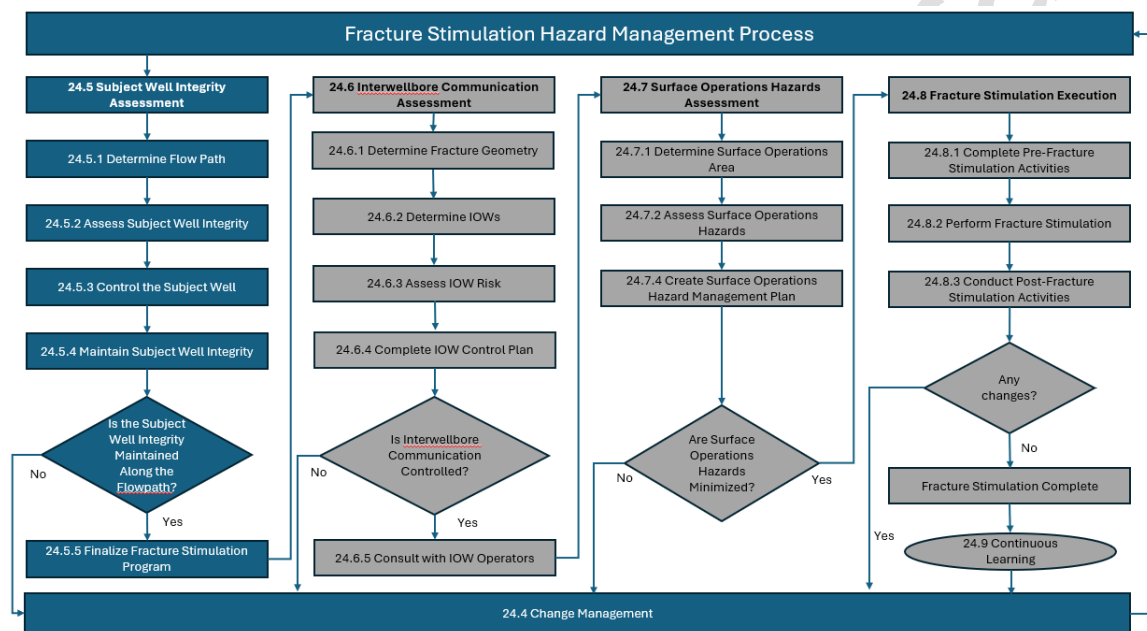 Fracture Stimulation Hazard Management Process
24.5 Subject Well Integrity
Assessment
24.5.1 Determine Flow Path
24.5.2 Assess Subject Well Integrity
24.5.3 Control the Subject Well
24.5.4 Maintain Subject Well Integrity
Is the Subject
Well Integrity
Maintained
Along the
Flowpath?
No
Yes
24.5.5 Finalize Fracture Stimulation
Program
24.6 Interwellbore Communication
Assessment
24.6.1 Determine Fracture Geometry
24.6.2 Determine IOWs
24.6.3 Assess IOW Risk
24.6.4 Complete IOW Control Plan
Is Interwellbore
Communication
Controlled?
No
Yes
24.6.5 Consult with IOW Operators
24.7 Surface Operations Hazards
Assessment
24.7.1 Determine Surface Operations
Area
24.7.2 Assess Surface Operations
Hazards
24.7.4 Create Surface Operations
Hazard Management Plan
Are Surface
Operations
Hazards
Minimized?
No
Yes
24.8 Fracture Stimulation Execution
24.8.1 Complete Pre-Fracture
Stimulation Activities
24.8.2 Perform Fracture Stimulation
24.8.3 Conduct Post-Fracture
Stimulation Activities
Any
changes?
No
Yes
Fracture Stimulation Complete
24.9 Continuous
Learning
24.4 Change Management